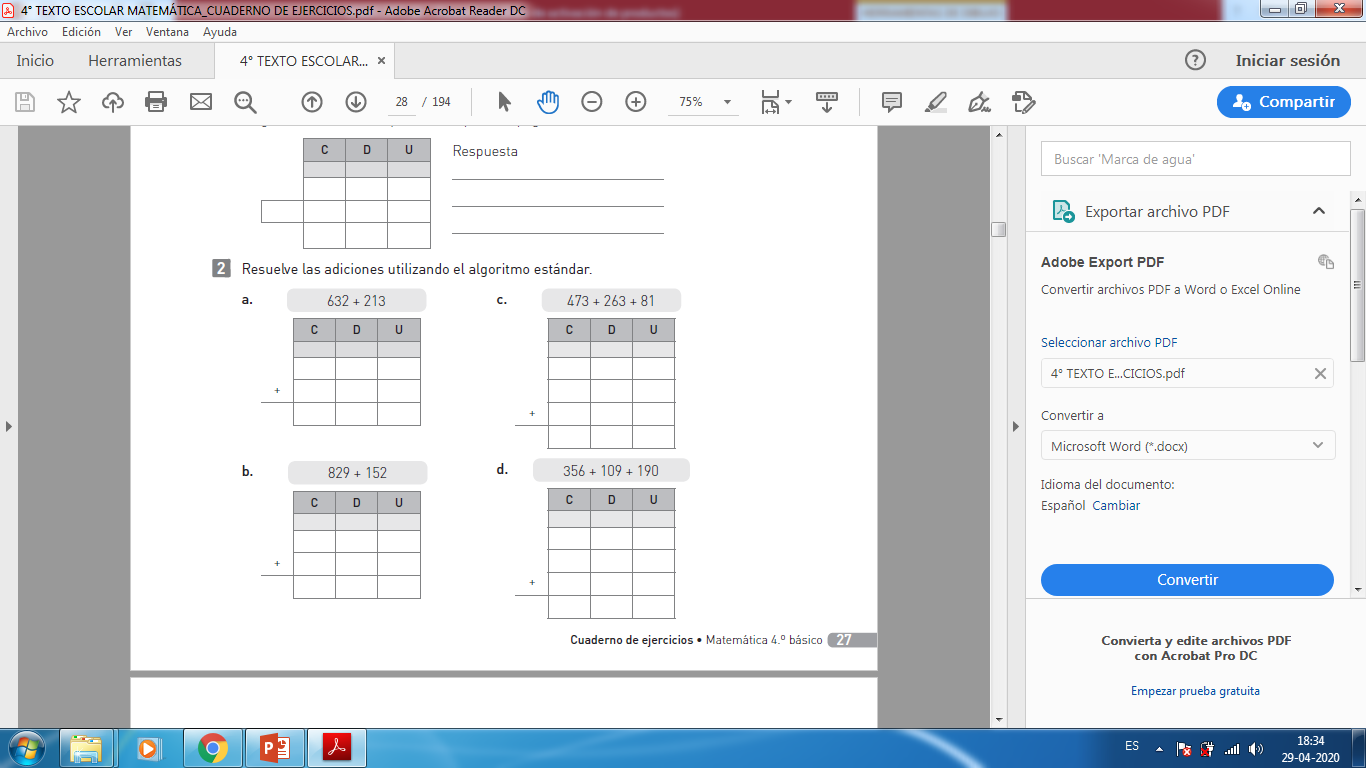 4° TEXTO ESCOLAR MATEMÁTICA_CUADERNO DE EJERCICIOS.pdf - Adobe Acrobat Reader DC
Archivo Edición Ver Ventana Ayuda
Inicio Herramientas 4° TEXTO ESCOLAR... × Iniciar sesión
28 / 194 75% Compartir
C D U
Respuesta
2 Resuelve las adiciones utilizando el algoritmo estándar.
a. 632 + 213
C D U
+
c. 473 + 263 + 81
C D U
+
b. 829 + 152
C D U
+
d. 356 + 109 + 190
C D U
+
Cuaderno de ejercicios • Matemática 4.º básico 27
Buscar 'Marca de agua'
Exportar archivo PDF
Adobe Export PDF
Convertir archivos PDF a Word o Excel Online
Seleccionar archivo PDF
4° TEXTO E...CICIOS.pdf
Convertir a
Microsoft Word (*.docx)
Idioma del documento:
Español Cambiar
Convertir
Convierta y edite archivos PDF
con Acrobat Pro DC
Empezar prueba gratuita
ES
18:34
29-04-2020